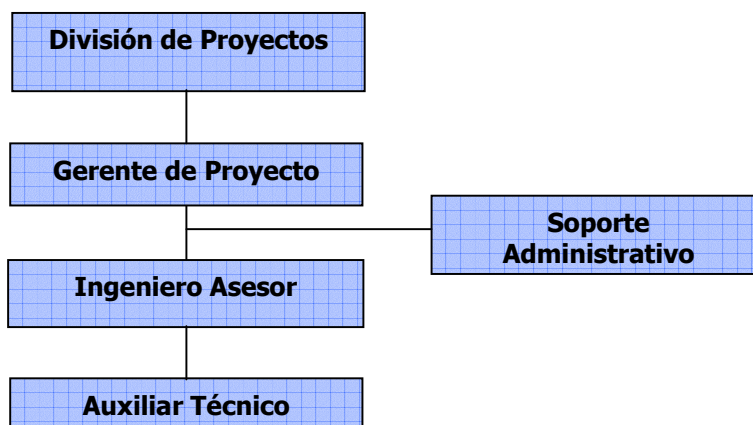 División de Proyectos
Gerente de Proyecto
Soporte
Administrativo
Ingeniero Asesor
Auxiliar Técnico